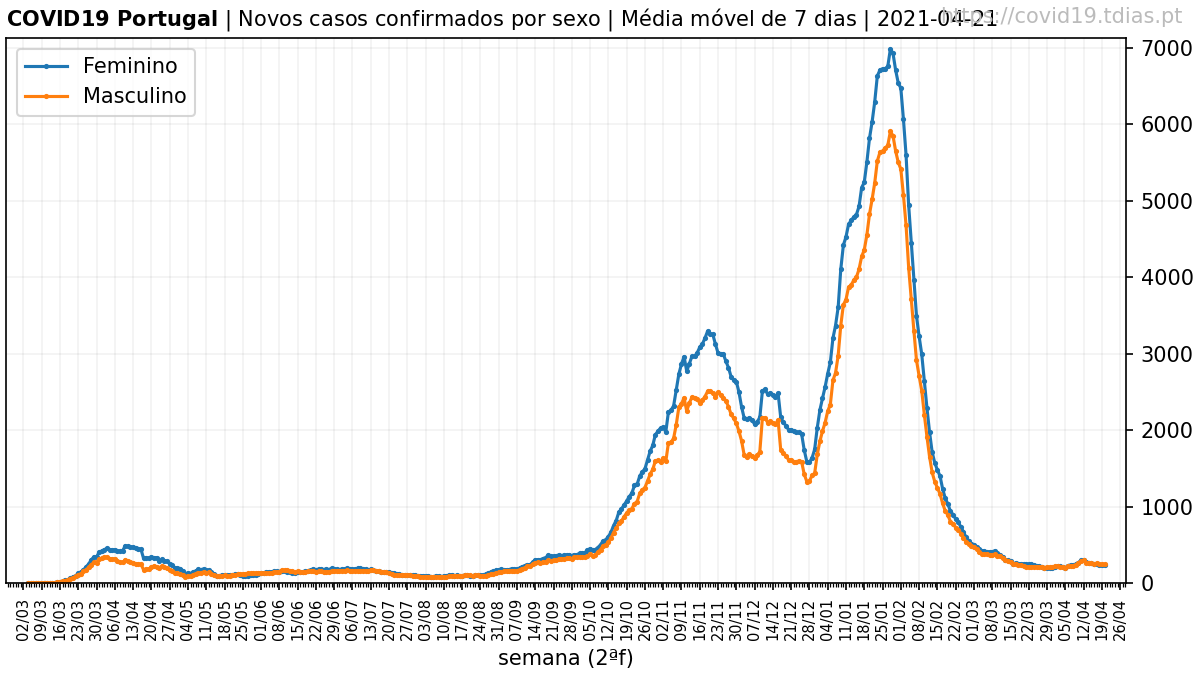 COVID19 Portugal | Novos casos confirmados por sexo | Média móvel de 7 dias | 2021-04-21
https://covid19.tdias.pt
Feminino
Masculino
7000
6000
5000
4000
3000
2000
1000
0
02/03 09/03 16/03 23/03 30/03 06/04 13/04 20/04 27/04 04/05 11/05 18/05 25/05 01/06 08/06 15/06 22/06 29/06 06/07 13/07 20/07 27/07 03/08 10/08 17/08 24/08 31/08 07/09 14/09 21/09 28/09 05/10 12/10 19/10 26/10 02/11 09/11 16/11 23/11 30/11 07/12 14/12 21/12 28/12 04/01 11/01 18/01 25/01 01/02 08/02 15/02 22/02 01/03 08/03 15/03 22/03 29/03 05/04 12/04 19/04 26/04
semana (2ªf)